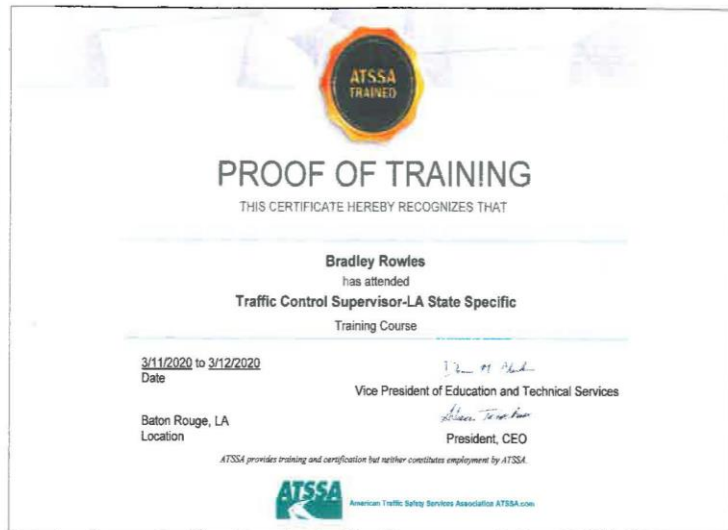 ATSSA
TRAINED
PROOF OF TRAINING
THIS CERTIFICATE HEREBY RECOGNIZES THAT
Bradley Rowles
has attended
Traffic Control Supervisor-LA State Specific
Training Course
3/11/2020 to 3/12/2020
Date
Vice President of Education and Technical Services
Baton Rouge, LA
Location
President, CEO
ATSSA provides training and certification but neither constitutes employment by ATSSA.
ATSSA
American Traffic Safety Services Association ATSSA.com